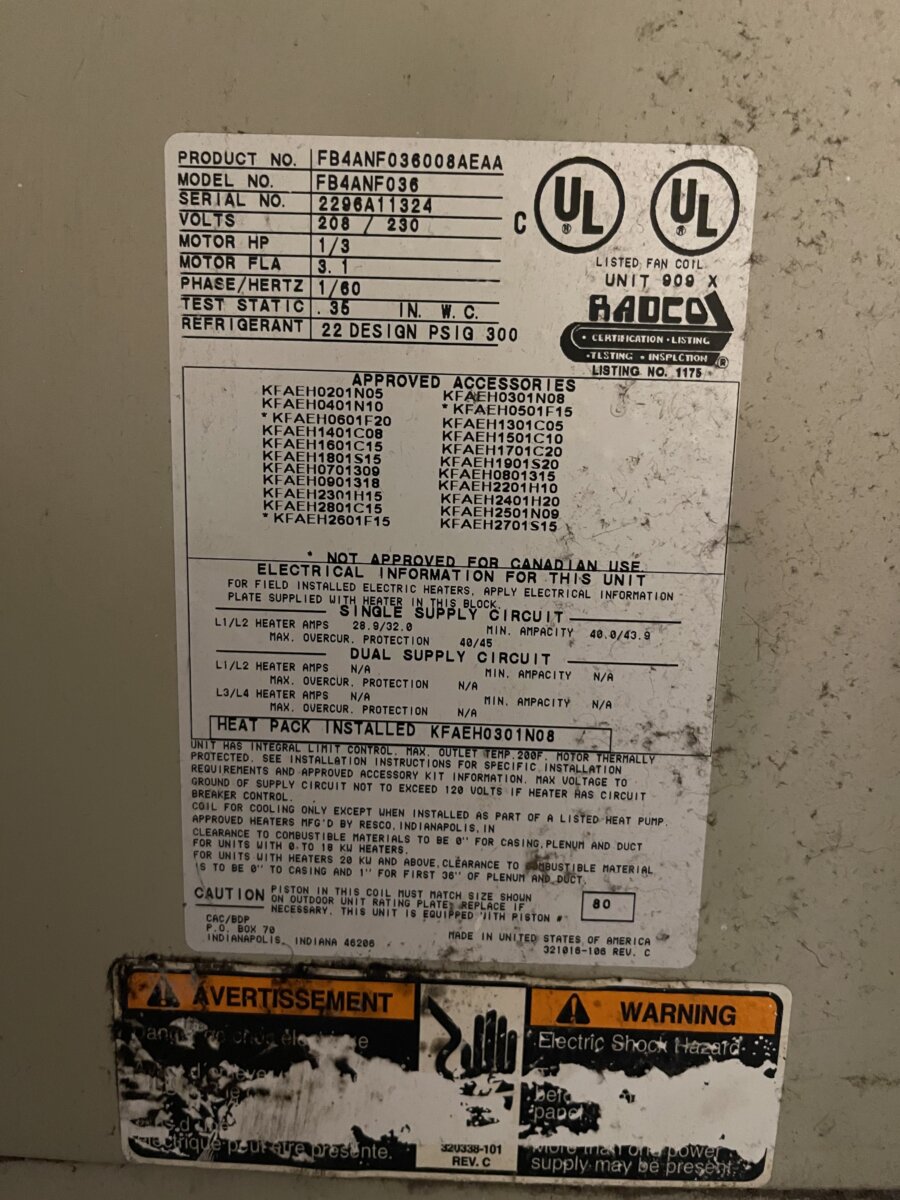 PRODUCT NO. FB4ANF036008AEAA
MODEL NO. FB4ANF036
SERIAL NO. 2296A11324
VOLTS 208 / 230
MOTOR HP 1/3
MOTOR FLA 3.1
PHASE/HERTZ 1/60
TEST STATIC .35 IN. W.C.
REFRIGERANT 22 DESIGN PSIG 300
C UL® UL®
LISTED FAN COIL
UNIT 909 X
RADCO
• CERTIFICATION • LISTING
• TESTING • INSPECTION ®
LISTING NO. 1175
APPROVED ACCESSORIES
KFAEH0201N05 KFAEH0301N08
KFAEH0401N10 * KFAEH0501F15
* KFAEH0601F20 KFAEH1301C05
KFAEH1401C08 KFAEH1501C10
KFAEH1601C15 KFAEH1701C20
KFAEH1801S15 KFAEH1901S20
KFAEH0701309 KFAEH0801315
KFAEH0901318 KFAEH2201H10
KFAEH2301H15 KFAEH2401H20
KFAEH2801C15 KFAEH2501N09
* KFAEH2601F15 KFAEH2701S15
* NOT APPROVED FOR CANADIAN USE.
ELECTRICAL INFORMATION FOR THIS UNIT
FOR FIELD INSTALLED ELECTRIC HEATERS, APPLY ELECTRICAL INFORMATION
PLATE SUPPLIED WITH HEATER IN THIS BLOCK.
SINGLE SUPPLY CIRCUIT
L1/L2 HEATER AMPS 28.9/32.0 MIN. AMPACITY 40.0/43.9
MAX. OVERCUR. PROTECTION 40/45
DUAL SUPPLY CIRCUIT
L1/L2 HEATER AMPS N/A MIN. AMPACITY N/A
MAX. OVERCUR. PROTECTION N/A
L3/L4 HEATER AMPS N/A MIN. AMPACITY N/A
MAX. OVERCUR. PROTECTION N/A
HEAT PACK INSTALLED KFAEH0301N08
UNIT HAS INTEGRAL LIMIT CONTROL. MAX. OUTLET TEMP. 200F. MOTOR THERMALLY
PROTECTED. SEE INSTALLATION INSTRUCTIONS FOR SPECIFIC INSTALLATION
REQUIREMENTS AND APPROVED ACCESSORY KIT INFORMATION. MAX VOLTAGE TO
GROUND OF SUPPLY CIRCUIT NOT TO EXCEED 120 VOLTS IF HEATER HAS CIRCUIT
BREAKER CONTROL.
COIL FOR COOLING ONLY EXCEPT WHEN INSTALLED AS PART OF A LISTED HEAT PUMP.
APPROVED HEATERS MFG'D BY RESCO, INDIANAPOLIS, IN
CLEARANCE TO COMBUSTIBLE MATERIALS TO BE 0" FOR CASING, PLENUM AND DUCT
FOR UNITS WITH 0 TO 18 KW HEATERS.
FOR UNITS WITH HEATERS 20 KW AND ABOVE, CLEARANCE TO COMBUSTIBLE MATERIAL
IS TO BE 0" TO CASING AND 1" FOR FIRST 36" OF PLENUM AND DUCT.
CAUTION PISTON IN THIS COIL MUST MATCH SIZE SHOWN
ON OUTDOOR UNIT RATING PLATE; REPLACE IF
NECESSARY. THIS UNIT IS EQUIPPED WITH PISTON # 80
CAC/BDP
P.O. BOX 70
INDIANAPOLIS, INDIANA 46206
MADE IN UNITED STATES OF AMERICA
321016-106 REV. C
AVERTISSEMENT
électrique peut être présente.
320338-101
REV. C
WARNING
Electric Shock Hazard
More than one power
supply may be present.